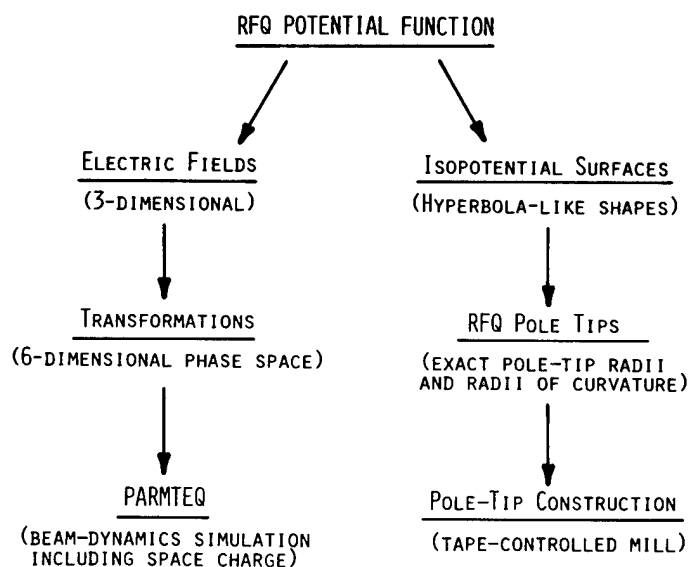 RFQ POTENTIAL FUNCTION
ELECTRIC FIELDS
(3-DIMENSIONAL)
TRANSFORMATIONS
(6-DIMENSIONAL PHASE SPACE)
PARMTEQ
(BEAM-DYNAMICS SIMULATION
INCLUDING SPACE CHARGE)
ISOPOTENTIAL SURFACES
(HYPERBOLA-LIKE SHAPES)
RFQ POLE TIPS
(EXACT POLE-TIP RADII
AND RADII OF CURVATURE)
POLE-TIP CONSTRUCTION
(TAPE-CONTROLLED MILL)